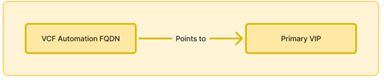 VCF Automation FQDN
Points to
Primary VIP